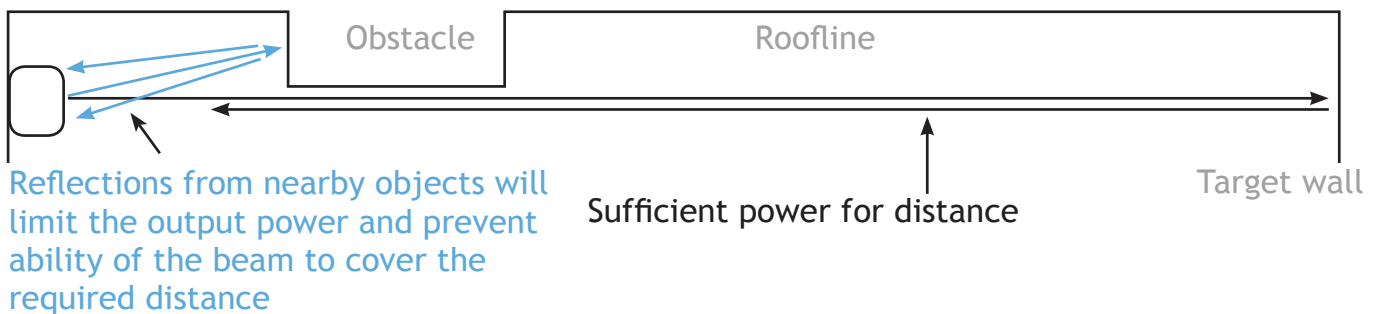 Obstacle
Roofline
Reflections from nearby objects will
limit the output power and prevent
ability of the beam to cover the
required distance
Sufficient power for distance
Target wall